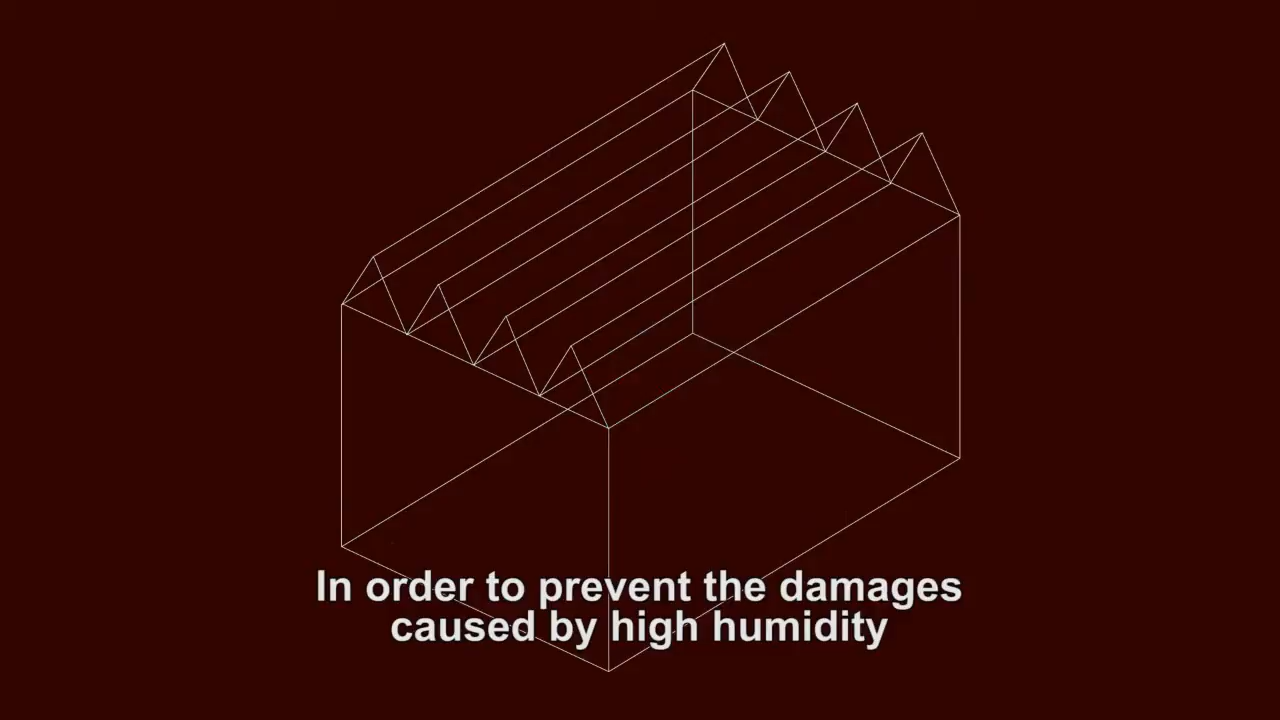 In order to prevent the damages
caused by high humidity